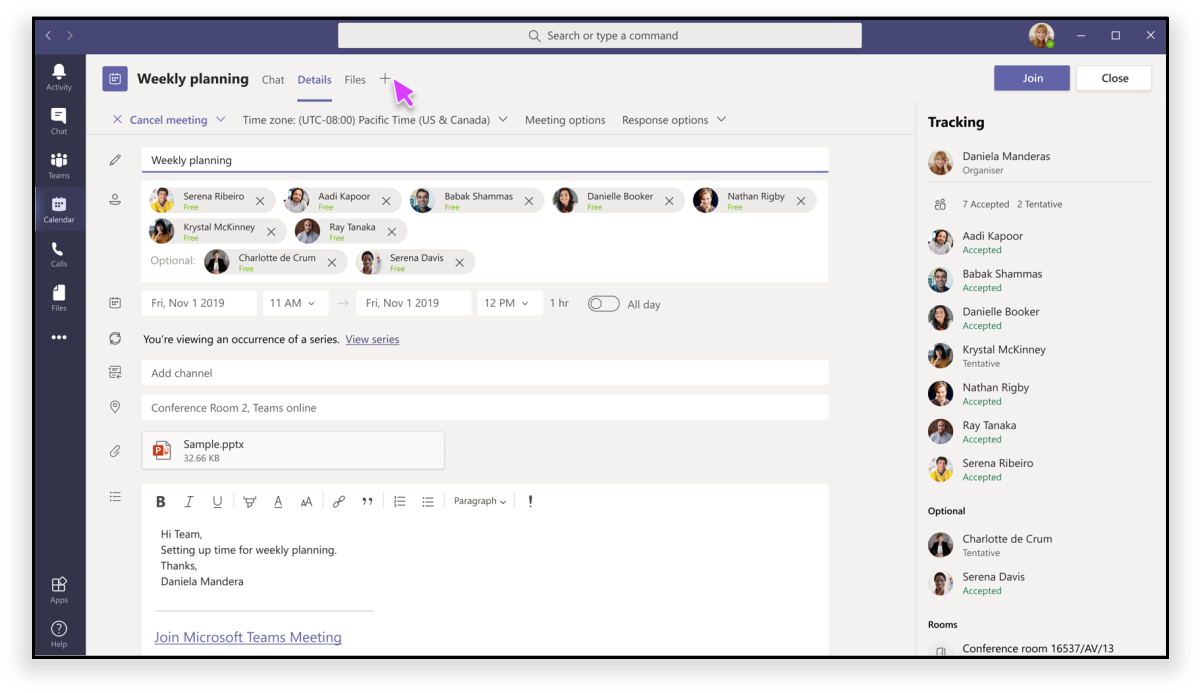 Search or type a command
Activity
Chat
Teams
Calendar
Calls
Files
Apps
Help
Weekly planning Chat Details Files
Join Close
Cancel meeting Time zone: (UTC-08:00) Pacific Time (US & Canada) Meeting options Response options
Weekly planning
Serena Ribeiro Aadi Kapoor Babak Shammas Danielle Booker Nathan Rigby
Free Free Free Free Free
Krystal McKinney Ray Tanaka
Free Free
Optional: Charlotte de Crum Serena Davis
Free Free
Fri, Nov 1 2019 11 AM Fri, Nov 1 2019 12 PM 1 hr All day
You're viewing an occurrence of a series. View series
Add channel
Conference Room 2, Teams online
Sample.pptx
32.66 KB
B I U A AA Paragraph !
Hi Team,
Setting up time for weekly planning.
Thanks,
Daniela Mandera
Join Microsoft Teams Meeting
Tracking
Daniela Manderas
Organiser
7 Accepted 2 Tentative
Aadi Kapoor
Accepted
Babak Shammas
Accepted
Danielle Booker
Accepted
Krystal McKinney
Tentative
Nathan Rigby
Accepted
Ray Tanaka
Accepted
Serena Ribeiro
Accepted
Optional
Charlotte de Crum
Tentative
Serena Davis
Accepted
Rooms
Conference room 16537/AV/13